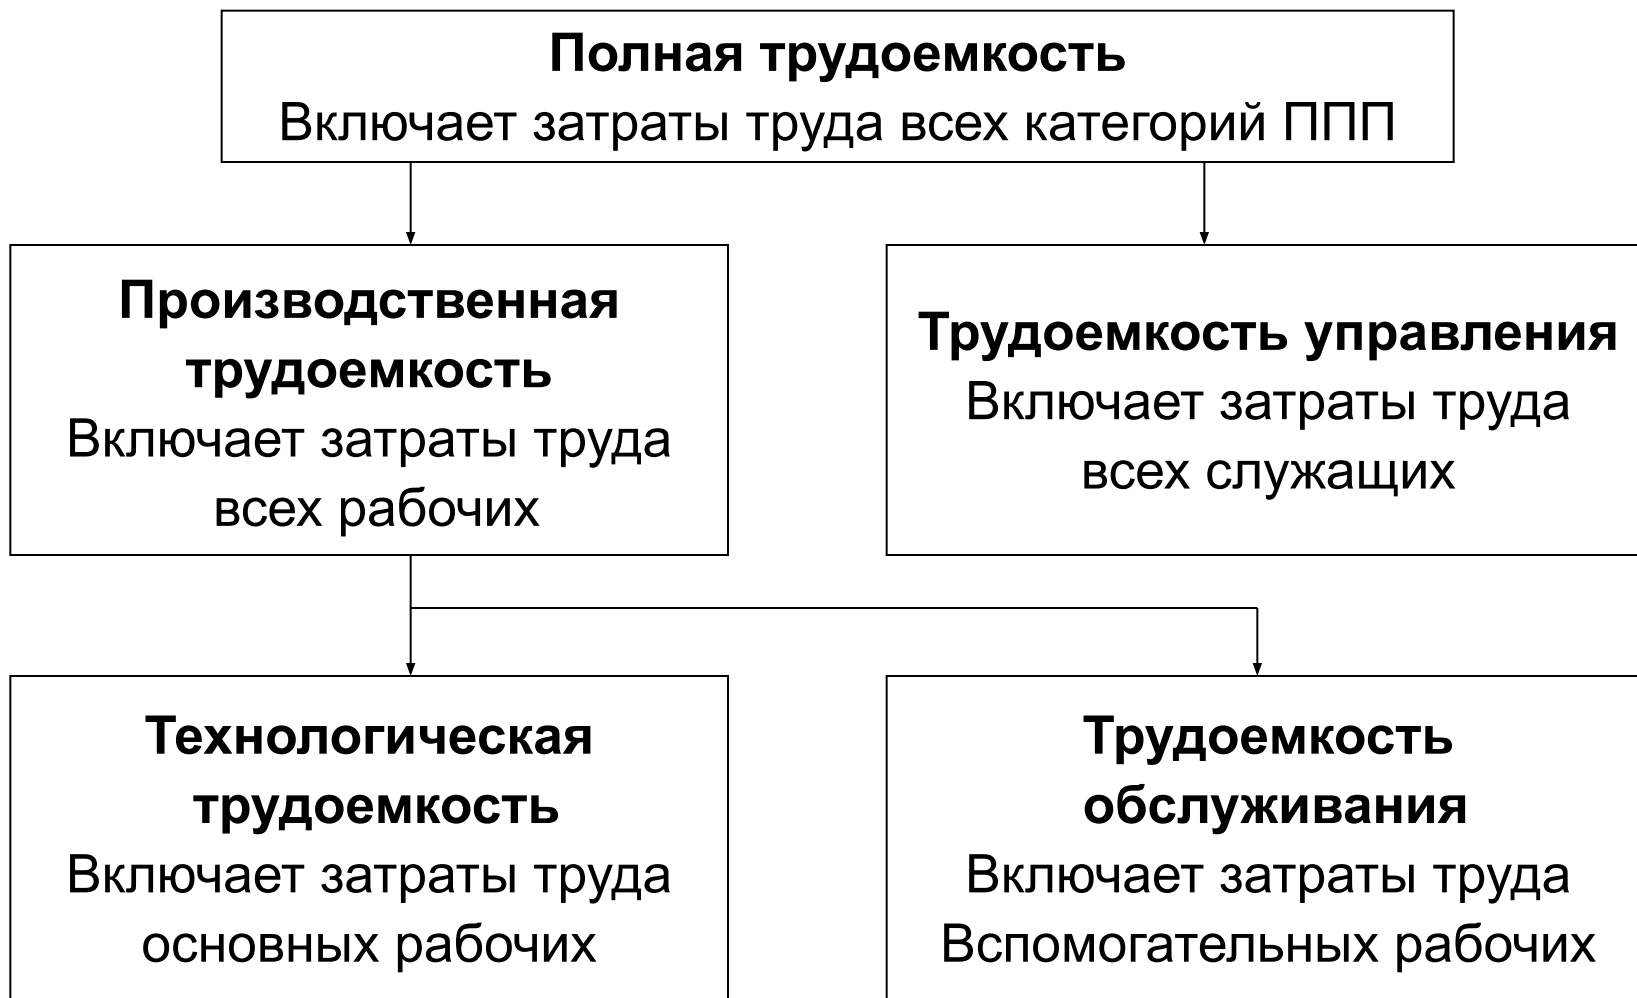 Полная трудоемкость
Включает затраты труда всех категорий ППП
Производственная
трудоемкость
Включает затраты труда
всех рабочих
Трудоемкость управления
Включает затраты труда
всех служащих
Технологическая
трудоемкость
Включает затраты труда
основных рабочих
Трудоемкость
обслуживания
Включает затраты труда
Вспомогательных рабочих